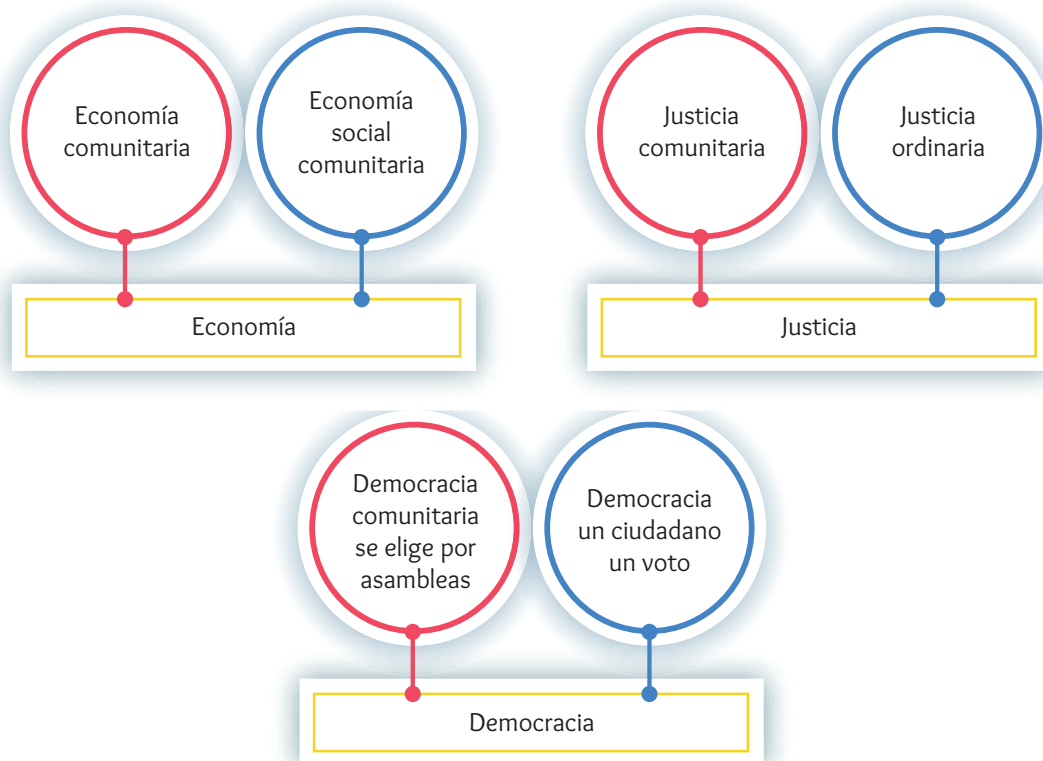 Economía
comunitaria
Economía
social
comunitaria
Economía
Justicia
comunitaria
Justicia
ordinaria
Justicia
Democracia
comunitaria
se elige por
asambleas
Democracia
un ciudadano
un voto
Democracia